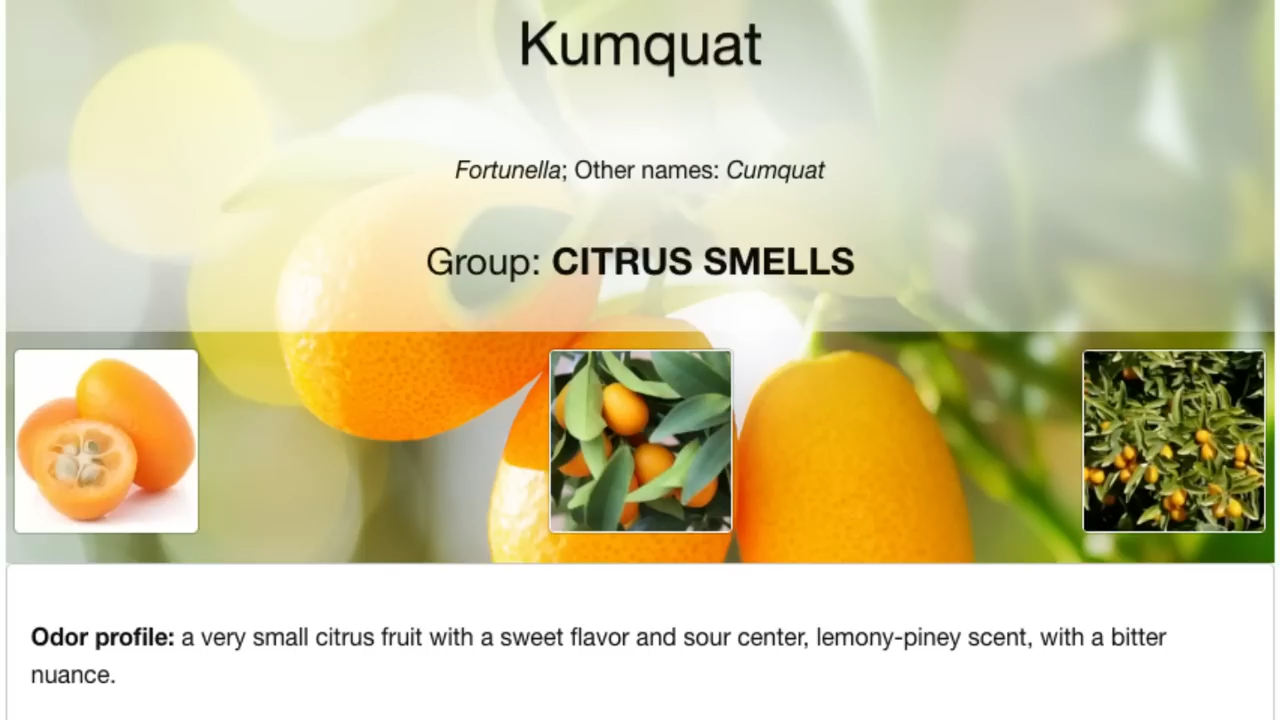 Kumquat
Fortunella; Other names: Cumquat
Group: CITRUS SMELLS
Odor profile: a very small citrus fruit with a sweet flavor and sour center, lemony-piney scent, with a bitter
nuance.